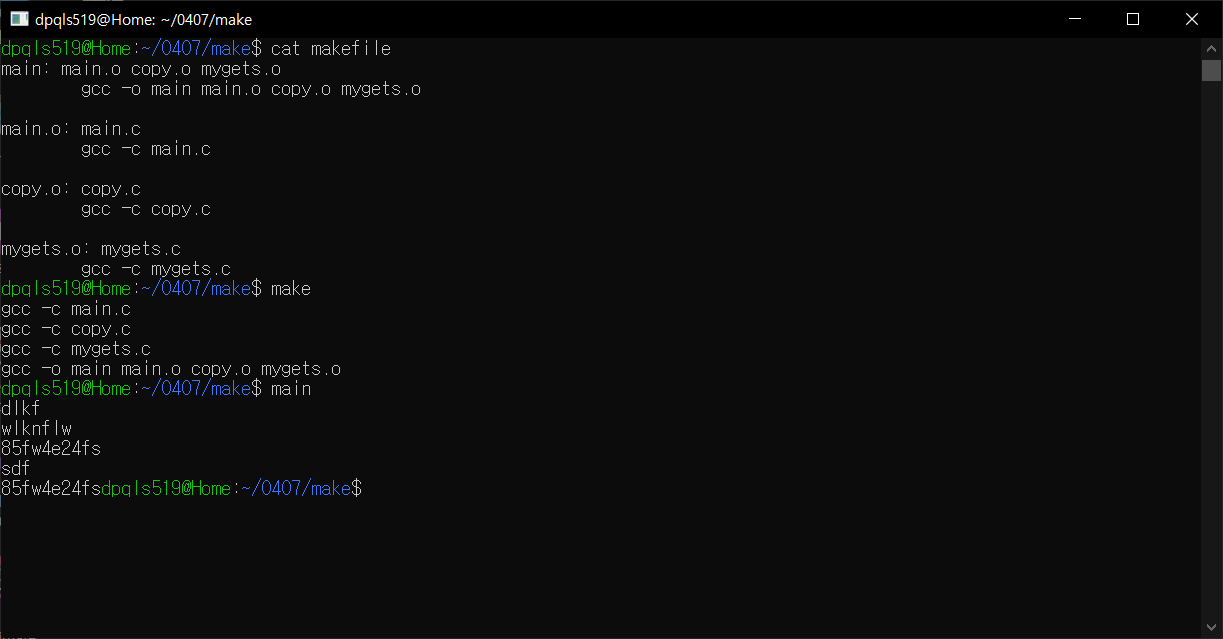 dpqls519@Home: ~/0407/make
dpqls519@Home:~/0407/make$ cat makefile
main: main.o copy.o mygets.o
        gcc -o main main.o copy.o mygets.o
main.o: main.c
        gcc -c main.c
copy.o: copy.c
        gcc -c copy.c
mygets.o: mygets.c
        gcc -c mygets.c
dpqls519@Home:~/0407/make$ make
gcc -c main.c
gcc -c copy.c
gcc -c mygets.c
gcc -o main main.o copy.o mygets.o
dpqls519@Home:~/0407/make$ main
dlkf
wlknflw
85fw4e24fs
sdf
85fw4e24fsdpqls519@Home:~/0407/make$